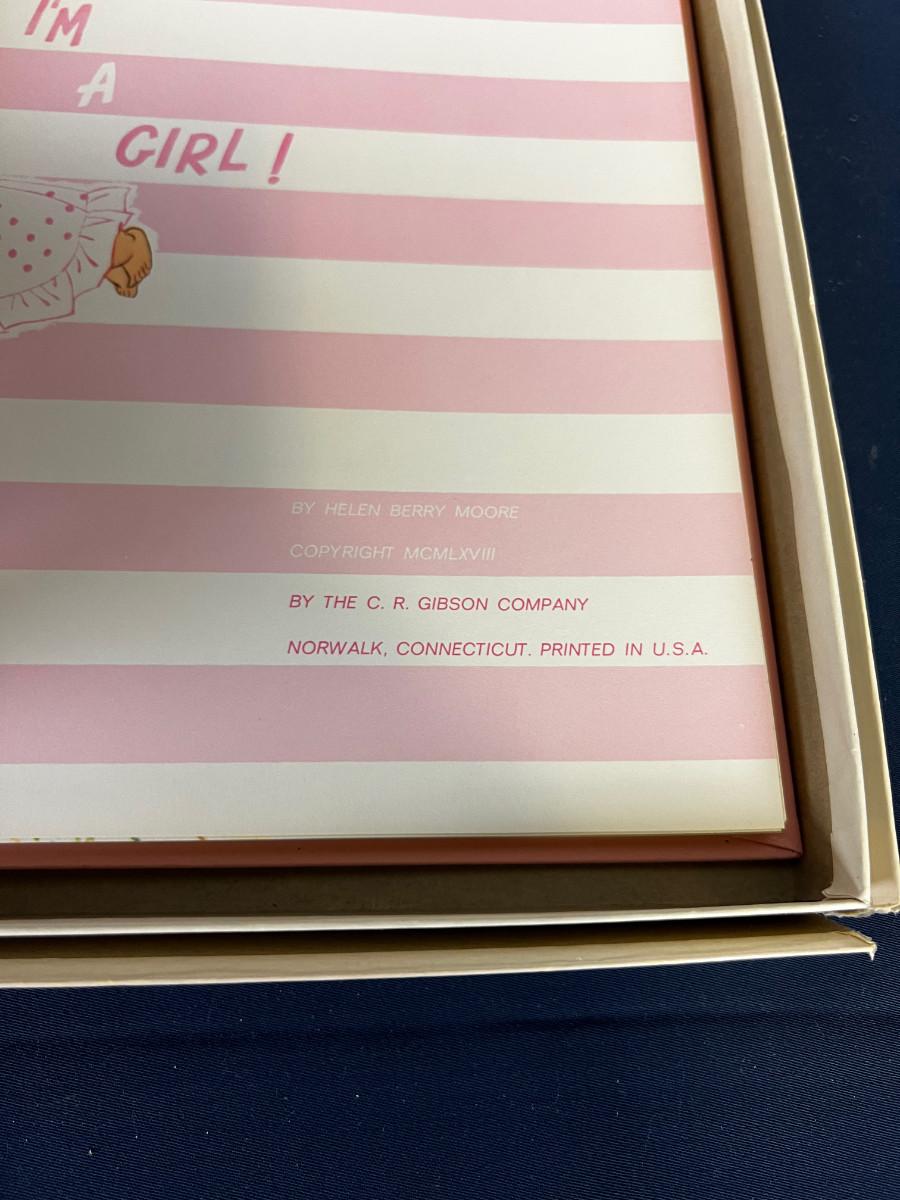 I'M
A
GIRL!
BY HELEN BERRY MOORE
COPYRIGHT MCMLXVIII
BY THE C. R. GIBSON COMPANY
NORWALK, CONNECTICUT. PRINTED IN U.S.A.